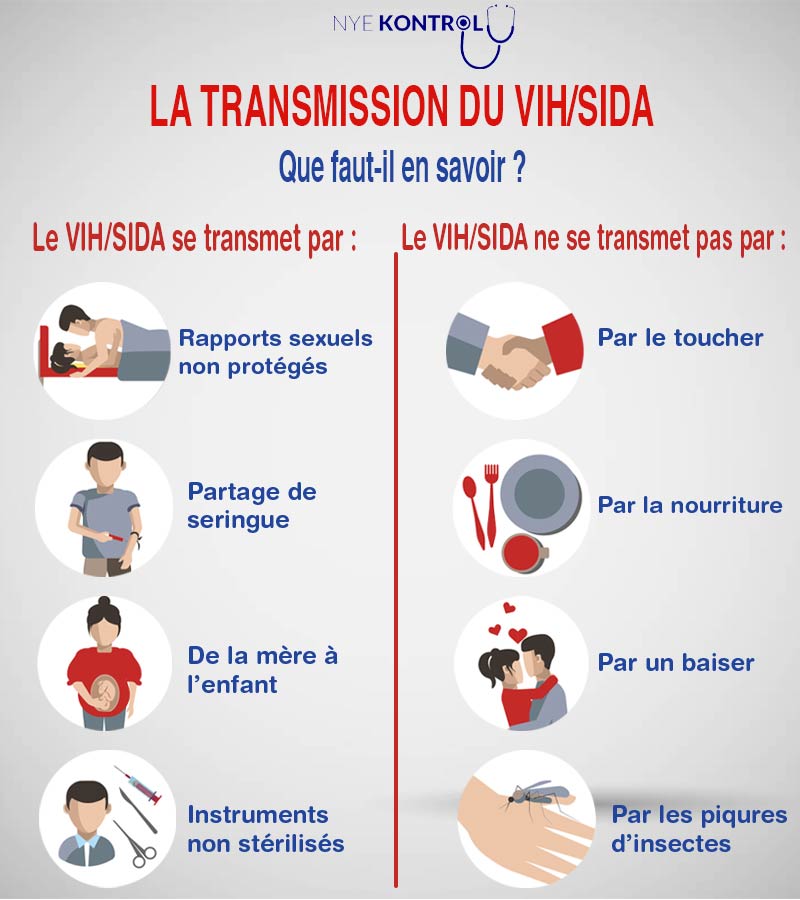 NYE KONTROL
LA TRANSMISSION DU VIH/SIDA
Que faut-il en savoir ?
Le VIH/SIDA se transmet par :
Rapports sexuels
non protégés
Partage de
seringue
De la mère à
l’enfant
Instruments
non stérilisés
Le VIH/SIDA ne se transmet pas par :
Par le toucher
Par la nourriture
Par un baiser
Par les piqures
d’insectes